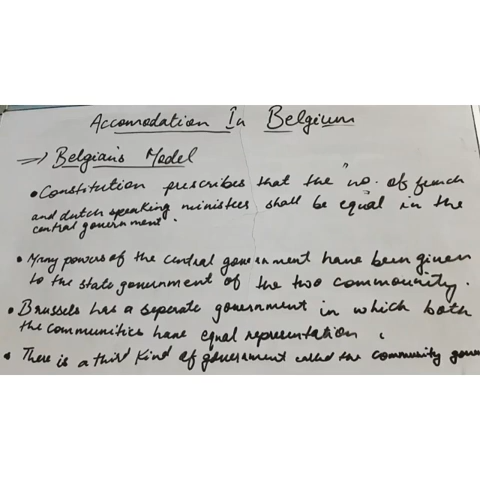 Accomodation In Belgium
=> Belgians Model
• Constitution prescribes that the no. of french
and dutch speaking ministers shall be equal in the
central government.
• Many powers of the central government have been given
to the state government of the two commounity.
• Brussels has a seperate government in which both
the communities have equal representation.
• There is a third kind of government called the community gove